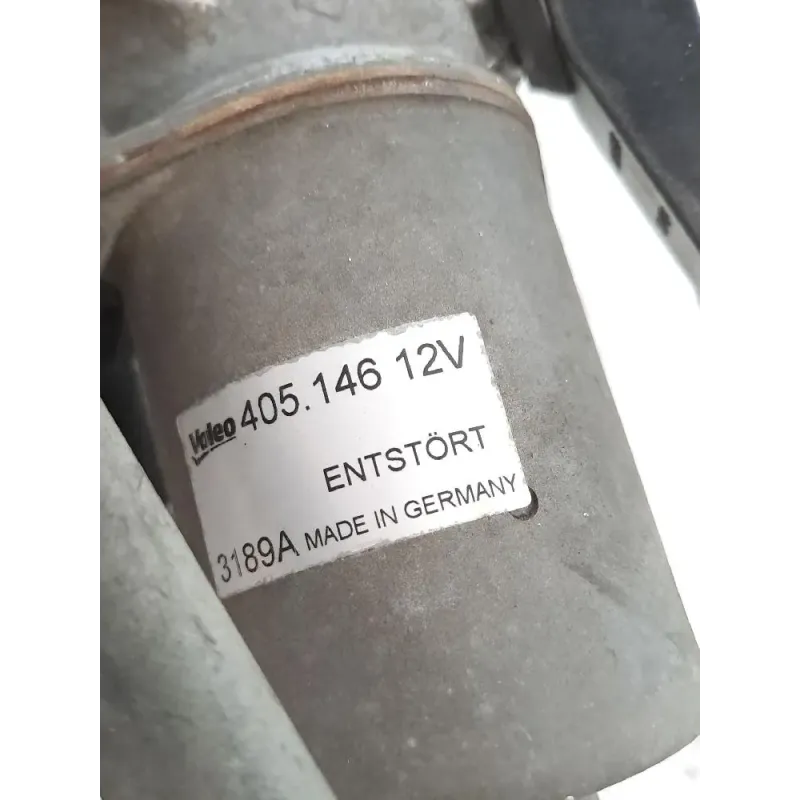 Valeo 405.146 12V
ENTSTÖRT
3189A MADE IN GERMANY